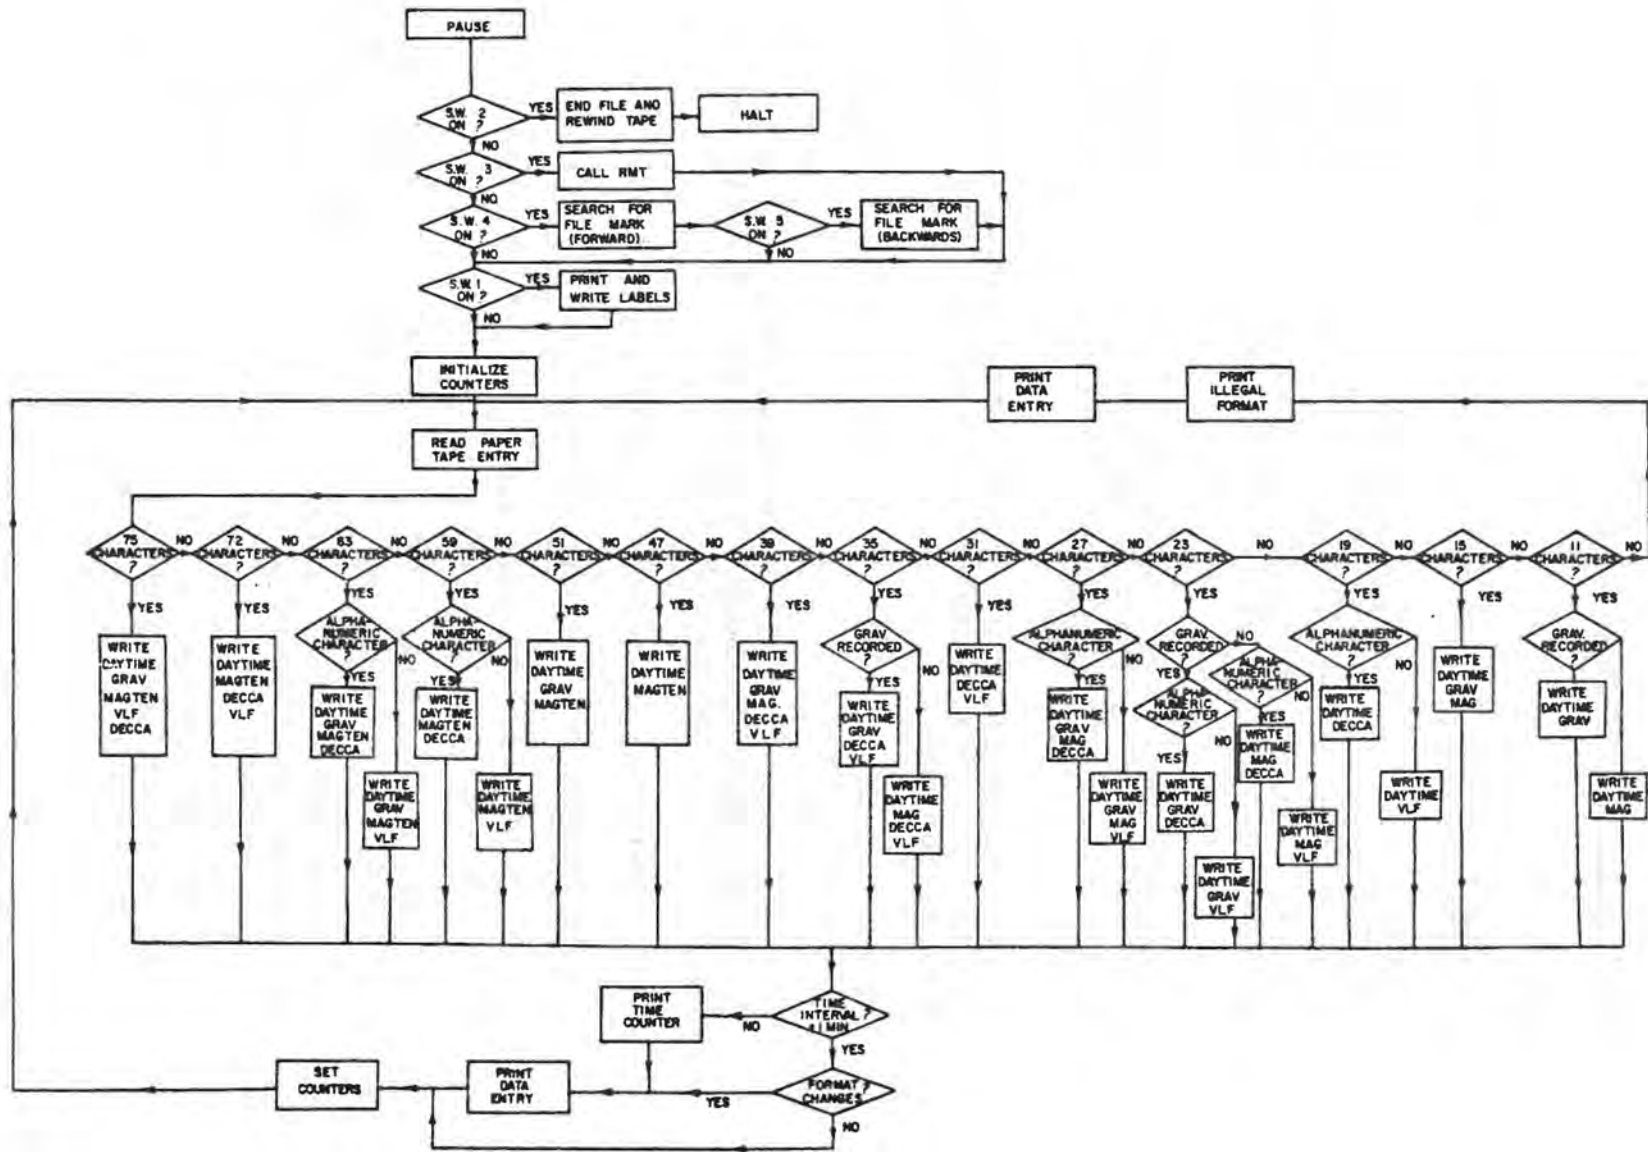 PAUSE
S.W. 2
ON ?
YES
END FILE AND
REWIND TAPE
HALT
NO
S.W. 3
ON ?
YES
CALL RMT
NO
S.W. 4
ON ?
YES
SEARCH FOR
FILE MARK
(FORWARD)
S.W. 5
ON ?
YES
SEARCH FOR
FILE MARK
(BACKWARDS)
NO
NO
S.W. 1
ON ?
YES
PRINT AND
WRITE LABELS
NO
INITIALIZE
COUNTERS
PRINT
DATA
ENTRY
PRINT
ILLEGAL
FORMAT
READ PAPER
TAPE ENTRY
75
CHARACTERS
?
NO
72
CHARACTERS
?
NO
63
CHARACTERS
?
NO
59
CHARACTERS
?
NO
51
CHARACTERS
?
NO
47
CHARACTERS
?
NO
39
CHARACTERS
?
NO
35
CHARACTERS
?
NO
31
CHARACTERS
?
NO
27
CHARACTERS
?
NO
23
CHARACTERS
?
NO
19
CHARACTERS
?
NO
15
CHARACTERS
?
NO
11
CHARACTERS
?
NO
YES
WRITE
DAYTIME
GRAV
MAGTEN
VLF
DECCA
YES
WRITE
DAYTIME
MAGTEN
DECCA
VLF
YES
ALPHA-
NUMERIC
CHARACTER
?
NO
YES
WRITE
DAYTIME
GRAV
MAGTEN
DECCA
WRITE
DAYTIME
GRAV
MAGTEN
VLF
YES
ALPHA-
NUMERIC
CHARACTER
?
NO
YES
WRITE
DAYTIME
MAGTEN
DECCA
WRITE
DAYTIME
MAGTEN
VLF
YES
WRITE
DAYTIME
GRAV
MAGTEN
YES
WRITE
DAYTIME
MAGTEN
YES
WRITE
DAYTIME
GRAV
MAG.
DECCA
VLF
YES
GRAV.
RECORDED
?
NO
YES
WRITE
DAYTIME
GRAV
DECCA
VLF
WRITE
DAYTIME
MAG
DECCA
VLF
YES
WRITE
DAYTIME
DECCA
VLF
YES
ALPHANUMERIC
CHARACTER
?
NO
YES
WRITE
DAYTIME
GRAV
MAG
DECCA
WRITE
DAYTIME
GRAV
MAG
VLF
YES
GRAV.
RECORDED
?
NO
YES
ALPHA-
NUMERIC
CHARACTER
?
NO
YES
WRITE
DAYTIME
GRAV
DECCA
WRITE
DAYTIME
GRAV
VLF
ALPHA-
NUMERIC
CHARACTER
?
NO
YES
WRITE
DAYTIME
MAG
DECCA
WRITE
DAYTIME
MAG
VLF
YES
ALPHANUMERIC
CHARACTER
?
NO
YES
WRITE
DAYTIME
DECCA
WRITE
DAYTIME
VLF
YES
WRITE
DAYTIME
GRAV
MAG
YES
GRAV.
RECORDED
?
NO
WRITE
DAYTIME
GRAV
WRITE
DAYTIME
MAG
TIME
INTERVAL ?
1 MIN
NO
PRINT
TIME
COUNTER
YES
FORMAT ?
CHANGES
YES
PRINT
DATA
ENTRY
SET
COUNTERS
NO